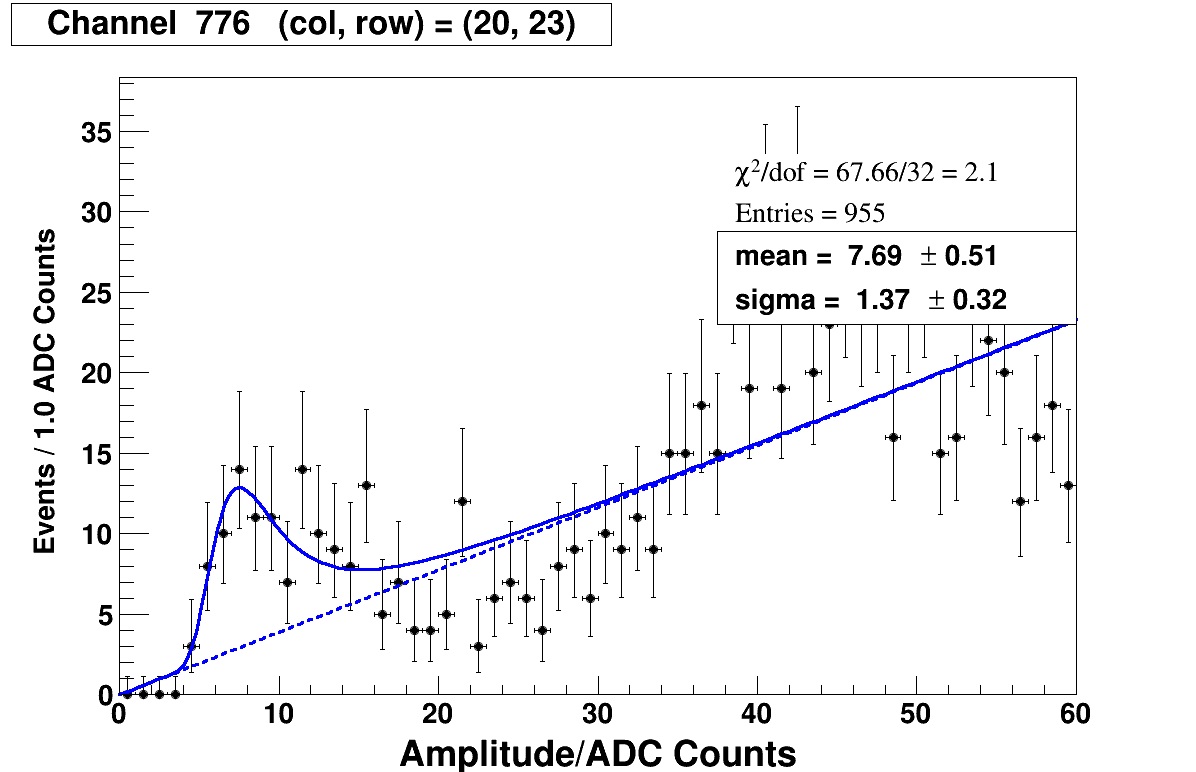 Channel 776 (col, row) = (20, 23)
χ²/dof = 67.66/32 = 2.1
Entries = 955
mean = 7.69 ± 0.51
sigma = 1.37 ± 0.32
Events / 1.0 ADC Counts
35
30
25
20
15
10
5
0
0 10 20 30 40 50 60
Amplitude/ADC Counts